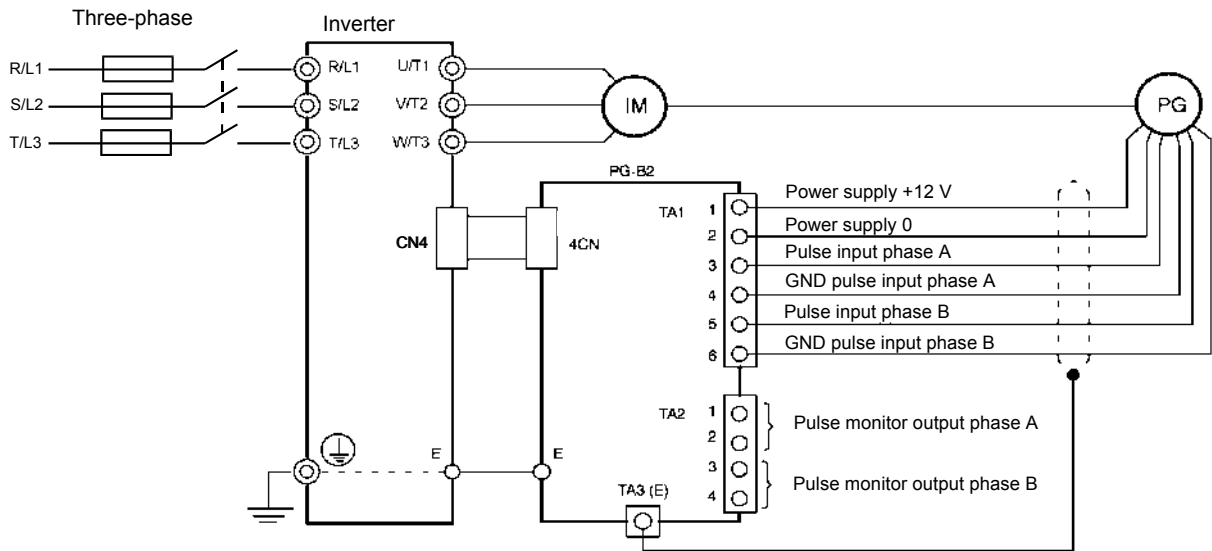 Three-phase
Inverter
R/L1
R/L1
U/T1
S/L2
S/L2
V/T2
IM
PG
T/L3
T/L3
W/T3
PG-B2
TA1
1
Power supply +12 V
2
Power supply 0
CN4
4CN
3
Pulse input phase A
4
GND pulse input phase A
5
Pulse input phase B
6
GND pulse input phase B
TA2
1
2
Pulse monitor output phase A
E
E
3
4
Pulse monitor output phase B
TA3 (E)